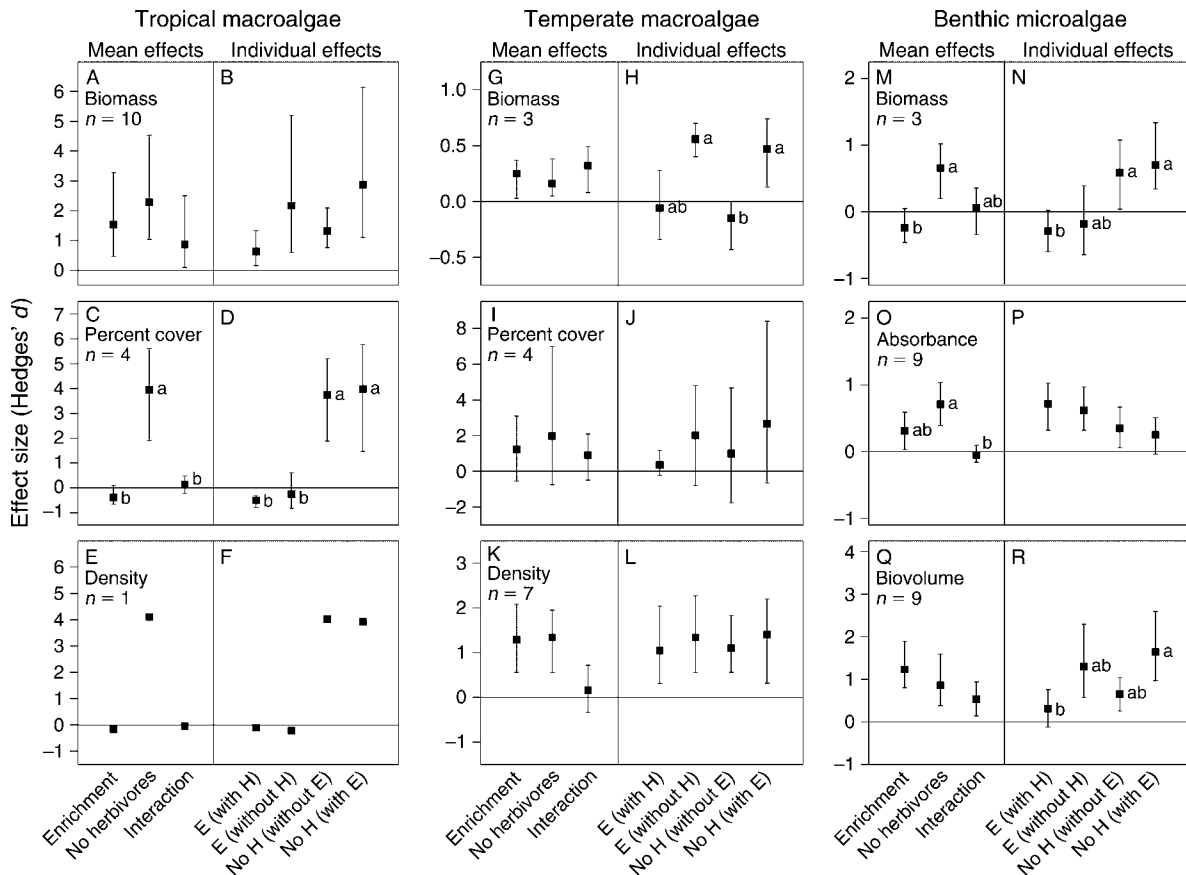 Tropical macroalgae
Temperate macroalgae
Benthic microalgae
Mean effects
Individual effects
Mean effects
Individual effects
Mean effects
Individual effects
Effect size (Hedges’ d)
A
Biomass
n = 10
6
5
4
3
2
1
0
B
C
Percent cover
n = 4
7
6
5
4
3
2
1
0
−1
a
b
b
D
a
a
b
b
E
Density
n = 1
6
5
4
3
2
1
0
−1
F
Enrichment
No herbivores
Interaction
E (with H)
E (without H)
No H (without E)
No H (with E)
G
Biomass
n = 3
1.0
0.5
0.0
−0.5
H
ab
a
b
a
I
Percent cover
n = 4
8
6
4
2
0
−2
J
K
Density
n = 7
3
2
1
0
−1
L
Enrichment
No herbivores
Interaction
E (with H)
E (without H)
No H (without E)
No H (with E)
M
Biomass
n = 3
2
1
0
−1
b
a
ab
N
b
ab
a
a
O
Absorbance
n = 9
2
1
0
−1
ab
a
b
P
Q
Biovolume
n = 9
4
3
2
1
0
−1
R
b
ab
ab
a
Enrichment
No herbivores
Interaction
E (with H)
E (without H)
No H (without E)
No H (with E)